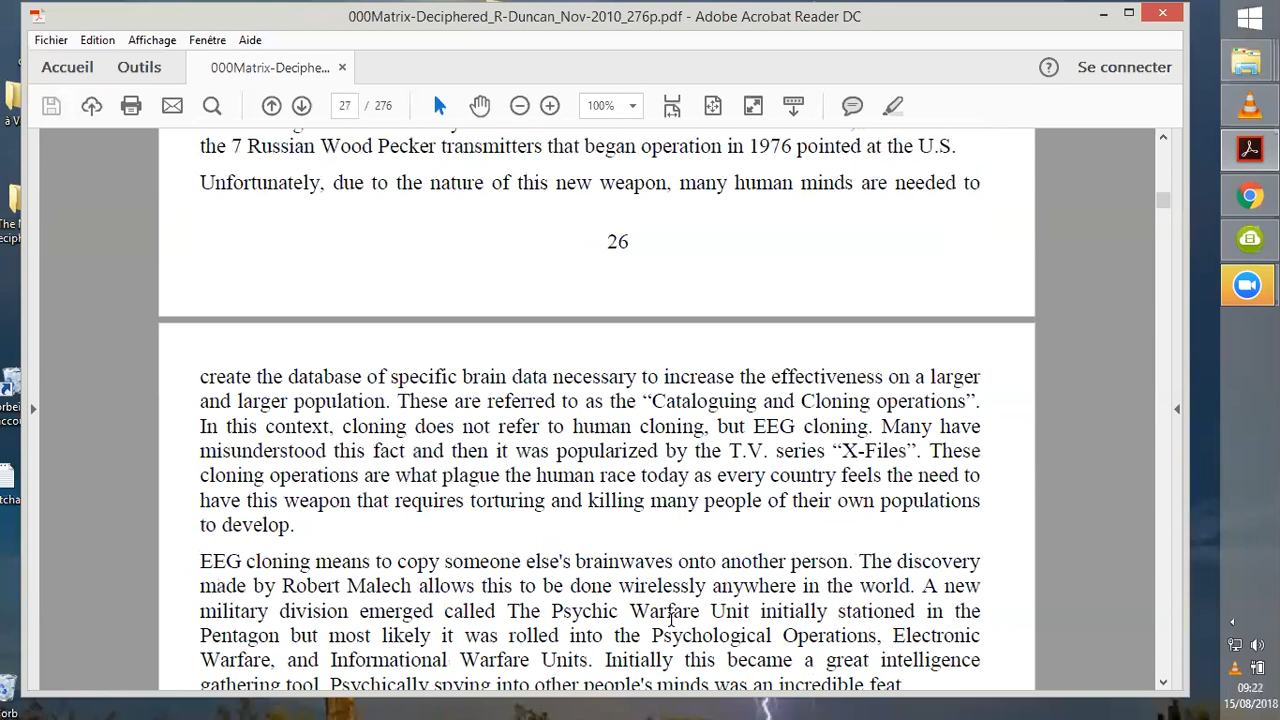 000Matrix-Deciphered_R-Duncan_Nov-2010_276p.pdf - Adobe Acrobat Reader DC
Fichier Edition Affichage Fenêtre Aide
Accueil Outils 000Matrix-Deciphe... × ? Se connecter
27 / 276 100%
the 7 Russian Wood Pecker transmitters that began operation in 1976 pointed at the U.S.
Unfortunately, due to the nature of this new weapon, many human minds are needed to
26
create the database of specific brain data necessary to increase the effectiveness on a larger
and larger population. These are referred to as the “Cataloguing and Cloning operations”.
In this context, cloning does not refer to human cloning, but EEG cloning. Many have
misunderstood this fact and then it was popularized by the T.V. series “X-Files”. These
cloning operations are what plague the human race today as every country feels the need to
have this weapon that requires torturing and killing many people of their own populations
to develop.
EEG cloning means to copy someone else's brainwaves onto another person. The discovery
made by Robert Malech allows this to be done wirelessly anywhere in the world. A new
military division emerged called The Psychic Warfare Unit initially stationed in the
Pentagon but most likely it was rolled into the Psychological Operations, Electronic
Warfare, and Informational Warfare Units. Initially this became a great intelligence
gathering tool. Psychically spying into other people's minds was an incredible feat.
à V
The M
Deciph
orbei
accou
tcha
orb
09:22
15/08/2018